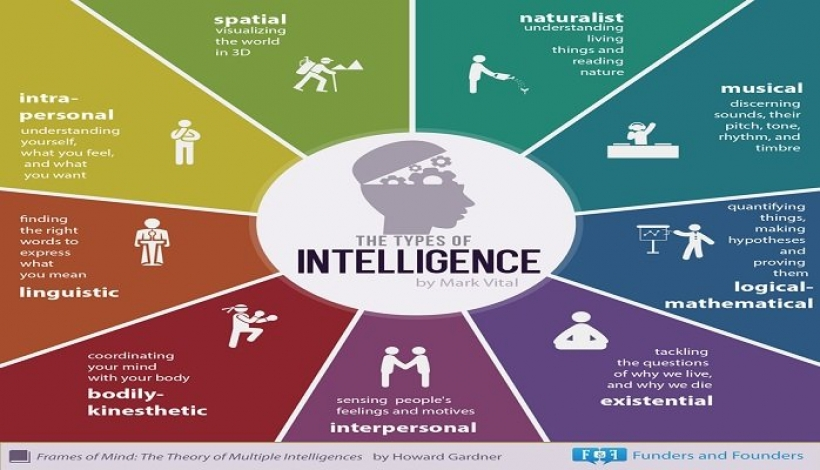 spatial
visualizing
the world
in 3D
naturalist
understanding
living
things and
reading
nature
musical
discerning
sounds, their
pitch, tone,
rhythm, and
timbre
quantifying
things,
making
hypotheses
and
proving
them
logical-
mathematical
tackling
the questions
of why we live,
and why we die
existential
sensing people's
feelings and motives
interpersonal
coordinating
your mind
with your body
bodily-
kinesthetic
finding
the right
words to
express
what
you mean
linguistic
intra-
personal
understanding
yourself,
what you feel,
and what
you want
THE TYPES OF
INTELLIGENCE
by Mark Vital
Frames of Mind: The Theory of Multiple Intelligences by Howard Gardner
F F Funders and Founders